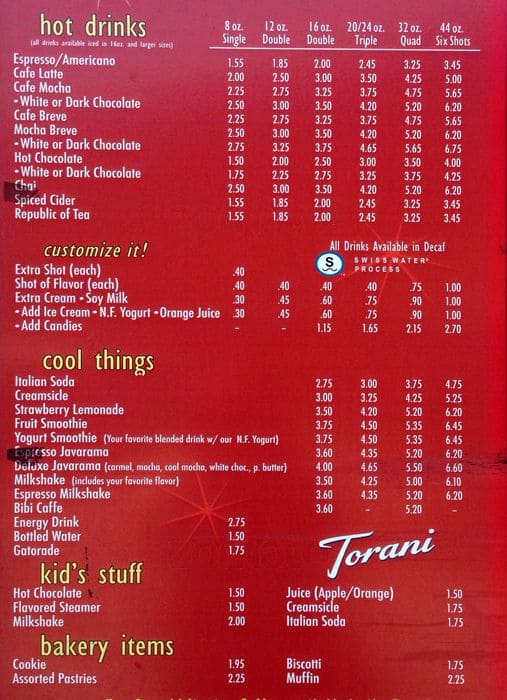 hot drinks
(all drinks available iced in 16oz. and larger sizes)
8 oz. 12 oz. 16 oz. 20/24 oz. 32 oz. 44 oz.
Single Double Double Triple Quad Six Shots
Espresso/Americano 1.55 1.85 2.00 2.45 3.25 3.45
Cafe Latte 2.00 2.50 3.00 3.50 4.25 5.00
Cafe Mocha 2.25 2.75 3.25 3.75 4.75 5.65
-White or Dark Chocolate 2.50 3.00 3.50 4.20 5.20 6.20
Cafe Breve 2.25 2.75 3.25 3.75 4.75 5.65
Mocha Breve 2.50 3.00 3.50 4.20 5.20 6.20
-White or Dark Chocolate 2.75 3.25 3.75 4.65 5.65 6.75
Hot Chocolate 1.50 2.00 2.50 3.00 3.50 4.00
-White or Dark Chocolate 1.75 2.25 2.75 3.25 3.75 4.25
Chai 2.50 3.00 3.50 4.20 5.20 6.20
Spiced Cider 1.55 1.85 2.00 2.45 3.25 3.45
Republic of Tea 1.55 1.85 2.00 2.45 3.25 3.45
customize it!
All Drinks Available in Decaf
S SWISS WATER®
PROCESS
Extra Shot (each) .40
Shot of Flavor (each) .40 .40 .40 .40 .75 1.00
Extra Cream - Soy Milk .30 .45 .60 .75 .90 1.00
-Add Ice Cream - N.F. Yogurt - Orange Juice .30 .45 .60 .75 .90 1.00
-Add Candies – – 1.15 1.65 2.15 2.70
cool things
Italian Soda 2.75 3.00 3.75 4.75
Creamsicle 3.00 3.25 4.25 5.25
Strawberry Lemonade 3.50 4.20 5.20 6.20
Fruit Smoothie 3.75 4.50 5.35 6.45
Yogurt Smoothie (Your favorite blended drink w/ our N.F. Yogurt) 3.75 4.50 5.35 6.45
Espresso Javarama 3.60 4.35 5.20 6.20
Deluxe Javarama (carmel, mocha, cool mocha, white choc., p. butter) 4.00 4.65 5.50 6.60
Milkshake (includes your favorite flavor) 3.50 4.25 5.00 6.10
Espresso Milkshake 3.60 4.35 5.20 6.20
Bibi Caffe 3.60 – 5.20 –
Energy Drink 2.75
Bottled Water 1.50
Gatorade 1.75
Torani
kid's stuff
Hot Chocolate 1.50 Juice (Apple/Orange) 1.50
Flavored Steamer 1.50 Creamsicle 1.75
Milkshake 2.00 Italian Soda 1.75
bakery items
Cookie 1.95 Biscotti 1.75
Assorted Pastries 2.25 Muffin 2.25